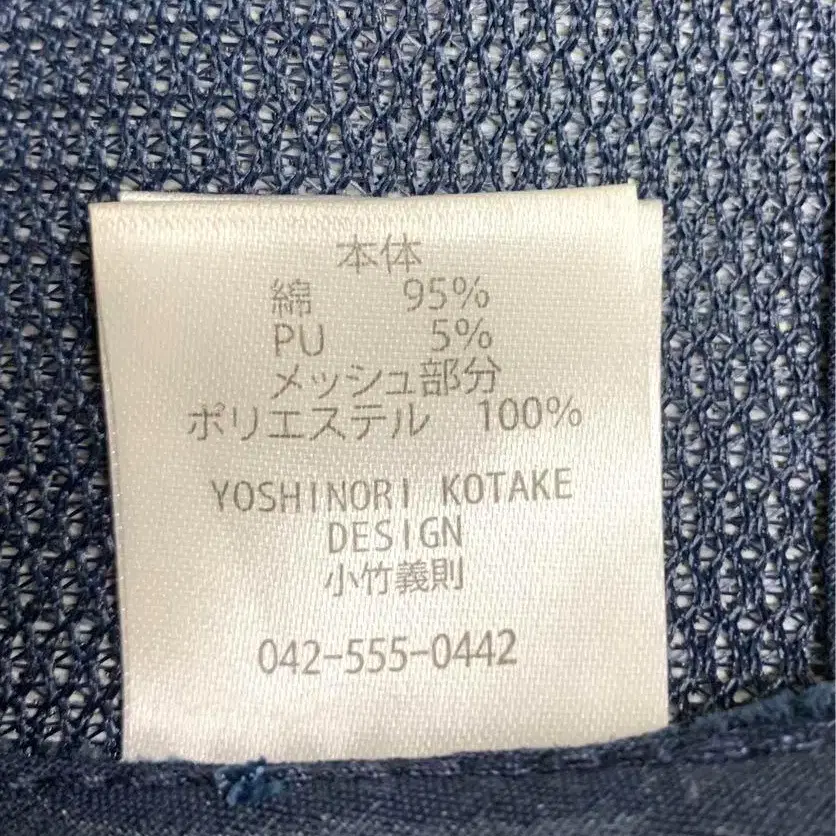 本体
綿 95%
PU 5%
メッシュ部分
ポリエステル 100%
YOSHINORI KOTAKE
DESIGN
小竹義則
042-555-0442